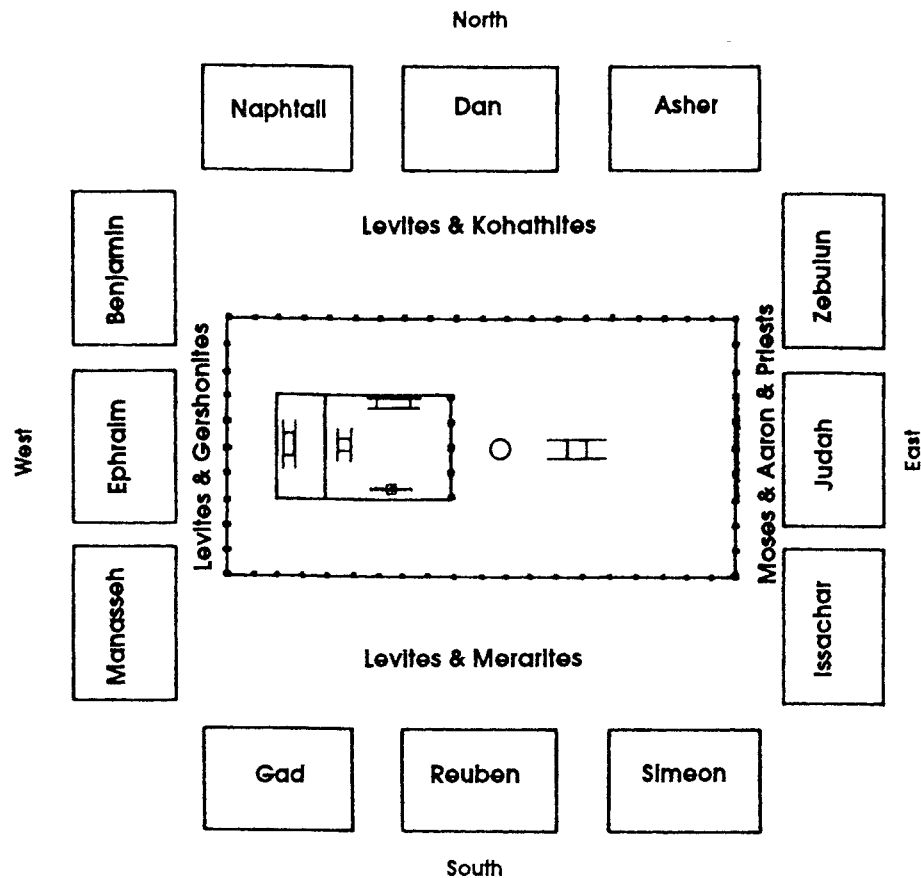 North
Naphtali
Dan
Asher
Levites & Kohathites
Benjamin
Ephraim
Manasseh
West
Levites & Gershonites
Moses & Aaron & Priests
Zebulun
Judah
Issachar
East
Levites & Merarites
Gad
Reuben
Simeon
South